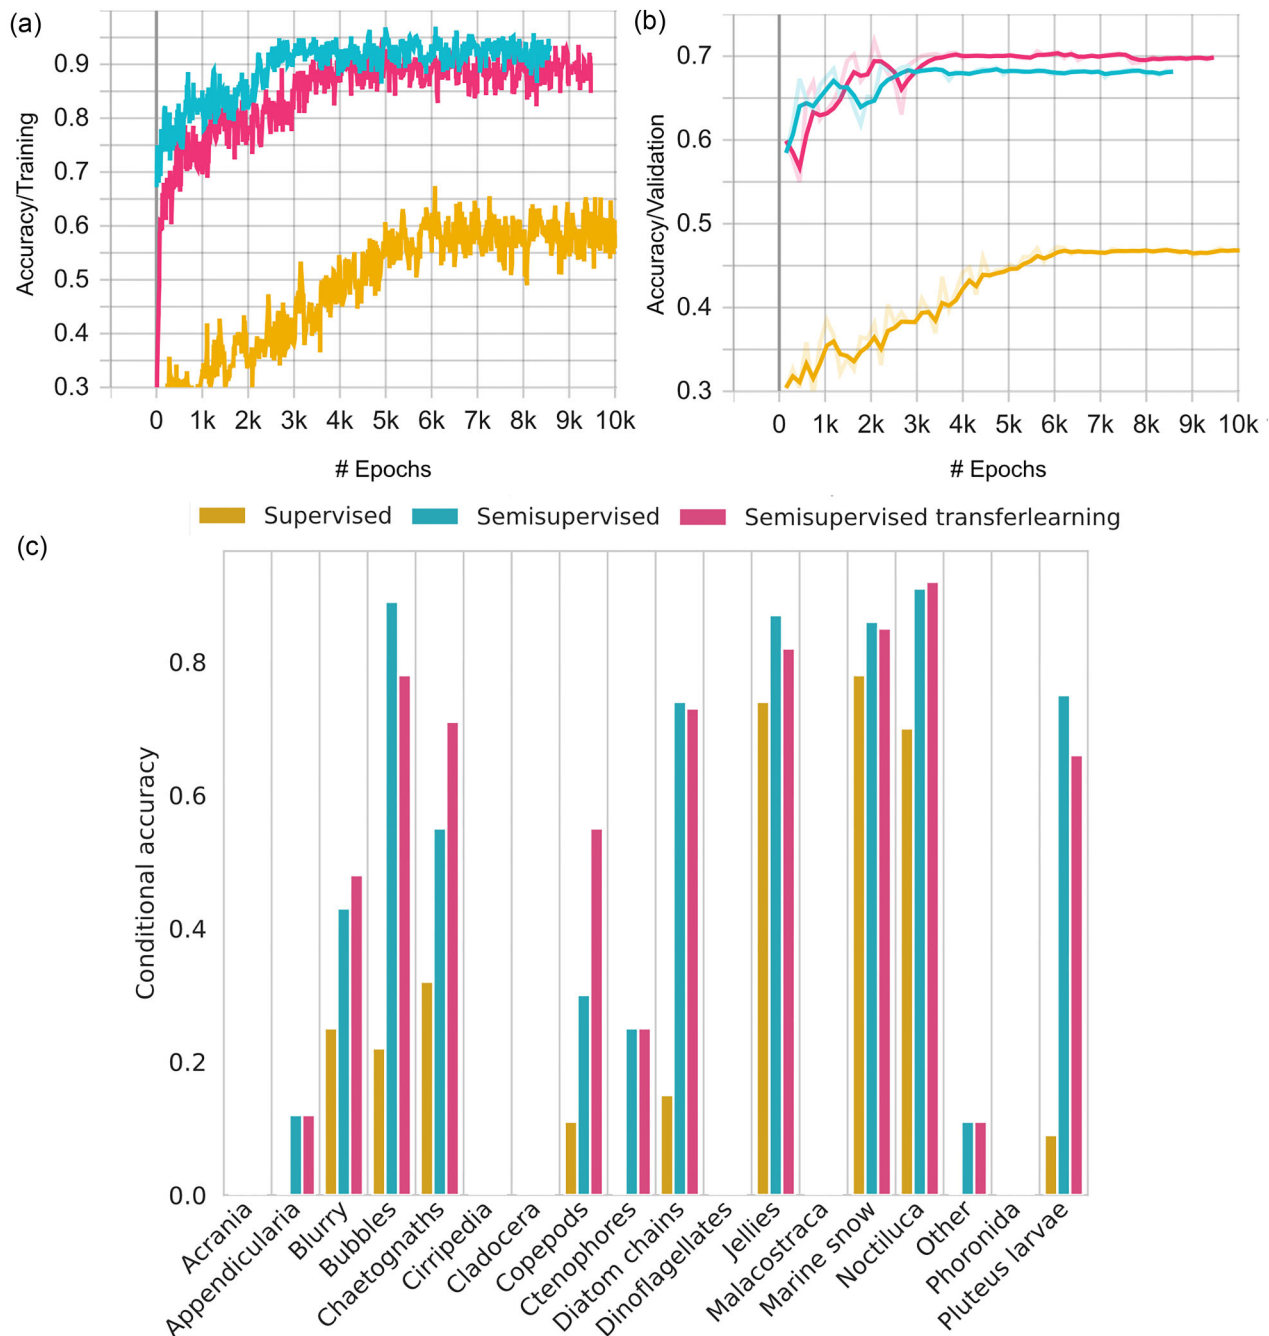 (a)
Accuracy/Training
0.9
0.8
0.7
0.6
0.5
0.4
0.3
0 1k 2k 3k 4k 5k 6k 7k 8k 9k 10k
# Epochs
(b)
Accuracy/Validation
0.7
0.6
0.5
0.4
0.3
0 1k 2k 3k 4k 5k 6k 7k 8k 9k 10k
# Epochs
Supervised Semisupervised Semisupervised transferlearning
(c)
Conditional accuracy
0.8
0.6
0.4
0.2
0.0
Acrania
Appendicularia
Blurry
Bubbles
Chaetognaths
Cirripedia
Cladocera
Copepods
Ctenophores
Diatom chains
Dinoflagellates
Jellies
Malacostraca
Marine snow
Noctiluca
Other
Phoronida
Pluteus larvae